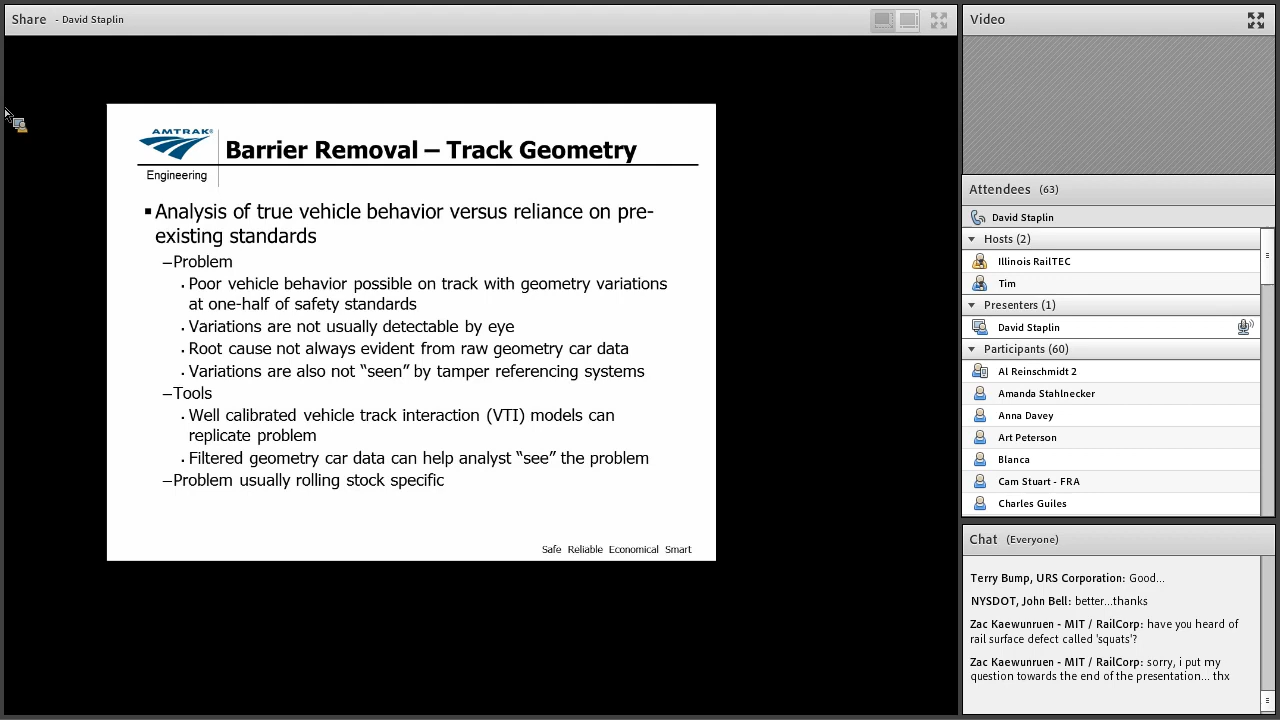 Share - David Staplin
AMTRAK®
Engineering
Barrier Removal – Track Geometry
▪Analysis of true vehicle behavior versus reliance on pre-
existing standards
–Problem
· Poor vehicle behavior possible on track with geometry variations
at one-half of safety standards
· Variations are not usually detectable by eye
· Root cause not always evident from raw geometry car data
· Variations are also not “seen” by tamper referencing systems
–Tools
· Well calibrated vehicle track interaction (VTI) models can
replicate problem
· Filtered geometry car data can help analyst “see” the problem
–Problem usually rolling stock specific
Safe Reliable Economical Smart
Video
Attendees (63)
David Staplin
Hosts (2)
Illinois RailTEC
Tim
Presenters (1)
David Staplin
Participants (60)
Al Reinschmidt 2
Amanda Stahlnecker
Anna Davey
Art Peterson
Blanca
Cam Stuart - FRA
Charles Guiles
Chat (Everyone)
Terry Bump, URS Corporation: Good...
NYSDOT, John Bell: better...thanks
Zac Kaewunruen - MIT / RailCorp: have you heard of
rail surface defect called 'squats'?
Zac Kaewunruen - MIT / RailCorp: sorry, i put my
question towards the end of the presentation... thx